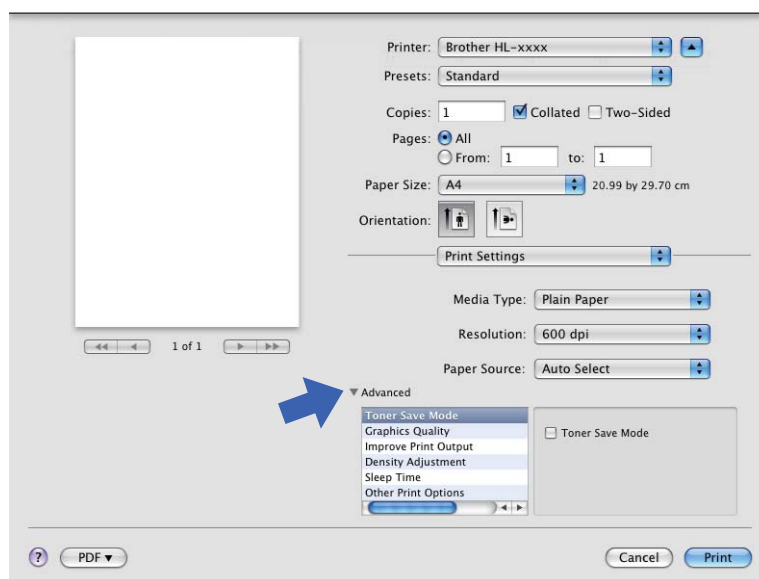 Printer: Brother HL-xxxx
Presets: Standard
Copies: 1 Collated Two-Sided
Pages: All
From: 1 to: 1
Paper Size: A4 20.99 by 29.70 cm
Orientation:
Print Settings
Media Type: Plain Paper
Resolution: 600 dpi
1 of 1
Paper Source: Auto Select
Advanced
Toner Save Mode
Graphics Quality
Improve Print Output
Density Adjustment
Sleep Time
Other Print Options
Toner Save Mode
? PDF Cancel Print